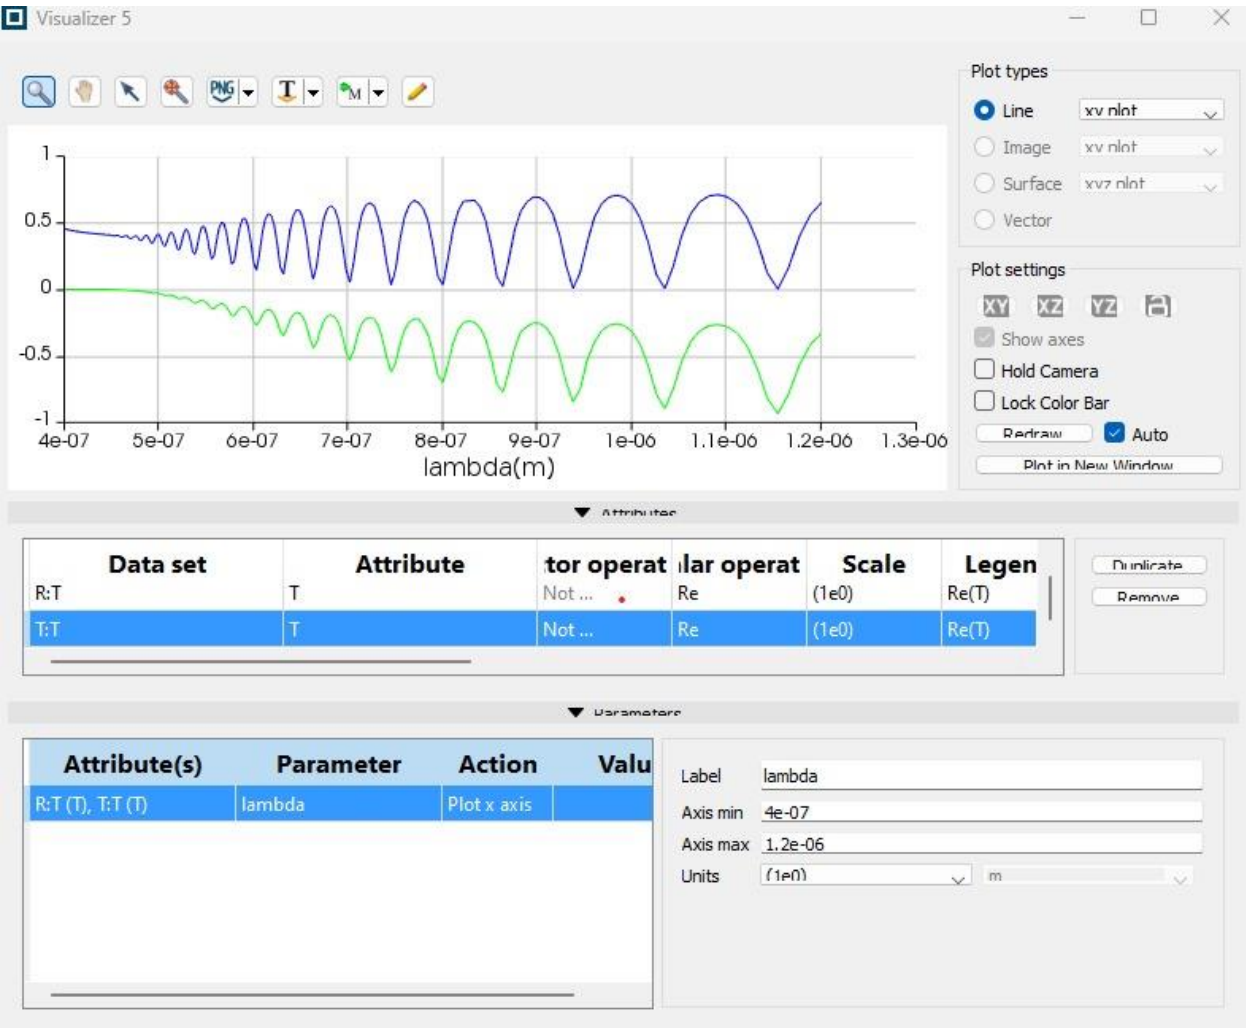 Visualizer 5
PNG T M
Plot types
Line xy plot
Image xy plot
Surface xyz plot
Vector
Plot settings
XY XZ YZ
Show axes
Hold Camera
Lock Color Bar
Redraw Auto
Plot in New Window
1
0.5
0
-0.5
-1
4e-07 5e-07 6e-07 7e-07 8e-07 9e-07 1e-06 1.1e-06 1.2e-06 1.3e-06
lambda(m)
Attributes
Data set Attribute :tor operat lar operat Scale Legen
R:T T Not ... Re (1e0) Re(T)
T:T T Not ... Re (1e0) Re(T)
Duplicate
Remove
Parameters
Attribute(s) Parameter Action Valu
R:T (T), T:T (T) lambda Plot x axis
Label lambda
Axis min 4e-07
Axis max 1.2e-06
Units (1e0) m